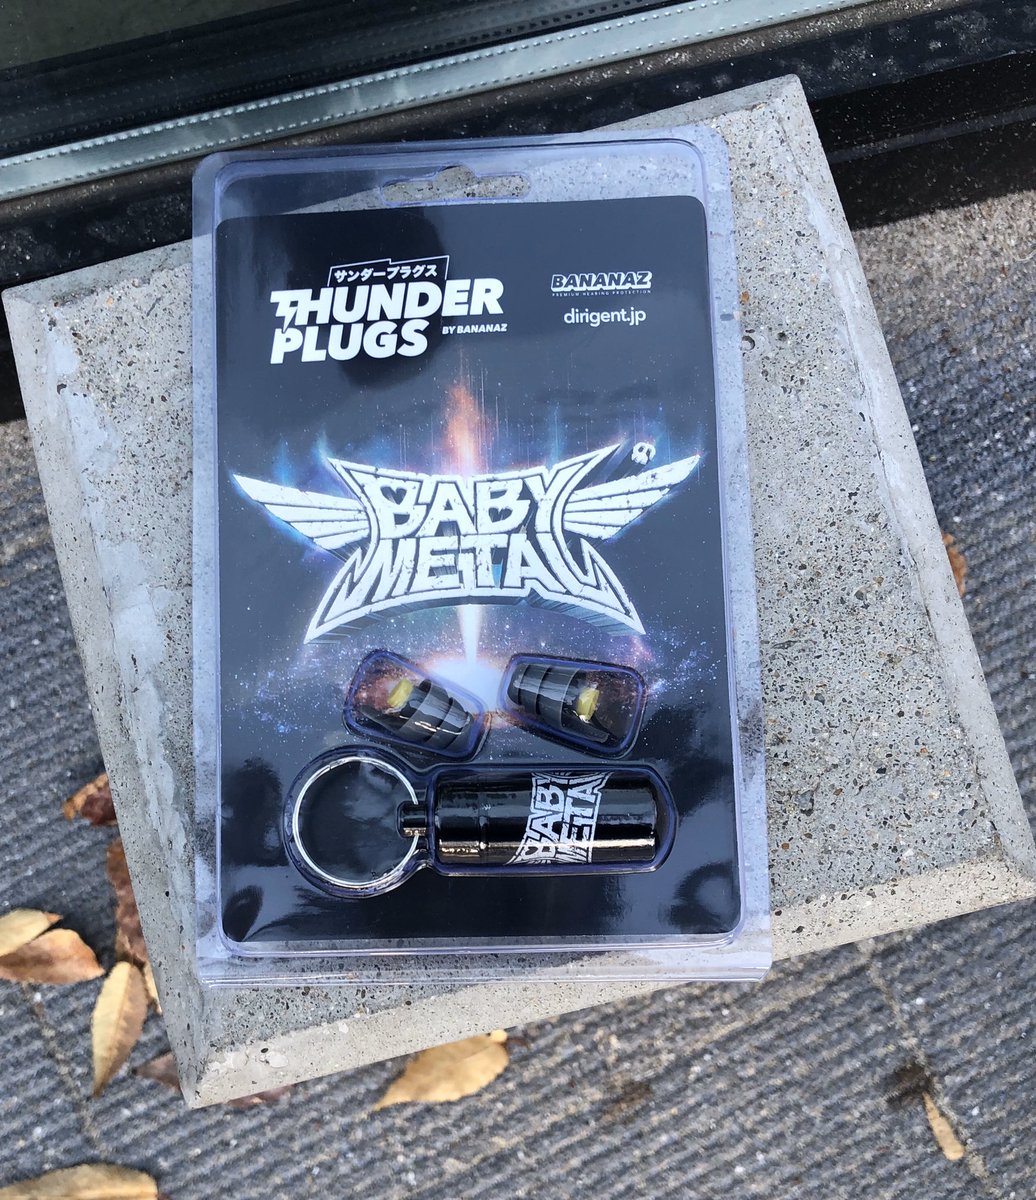 サンダープラグス
THUNDER
PLUGS
BY BANANAZ
BANANAZ
PREMIUM HEARING PROTECTION
dirigent.jp
BABY
METAL
BABY
METAL